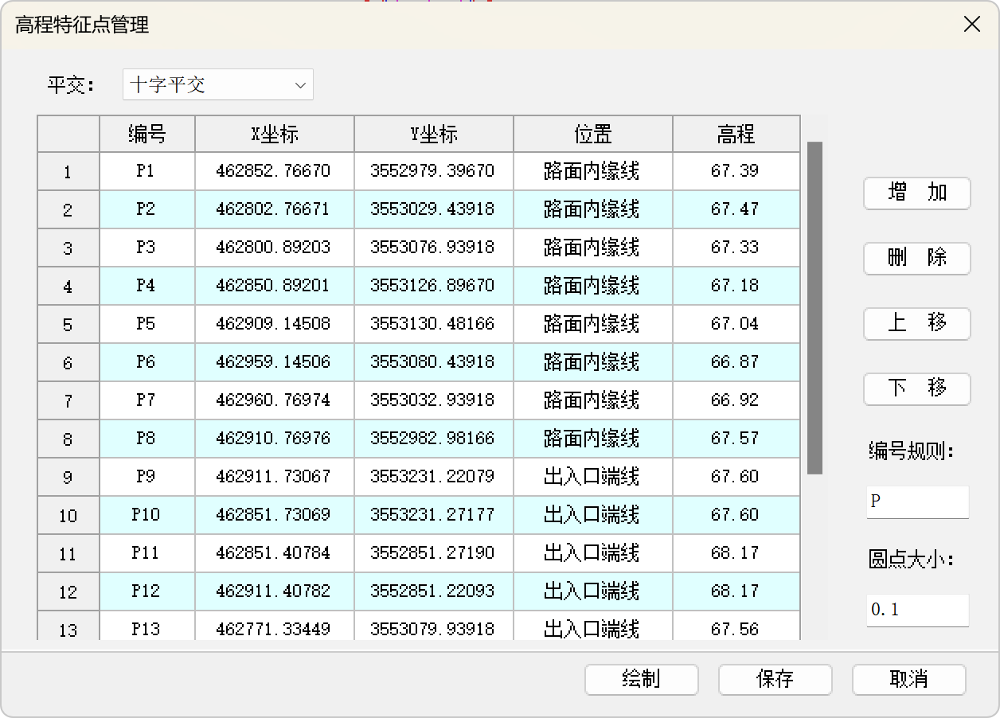 高程特征点管理
平交： 十字平交
编号 X坐标 Y坐标 位置 高程
1 P1 462852.76670 3552979.39670 路面内缘线 67.39
2 P2 462802.76671 3553029.43918 路面内缘线 67.47
3 P3 462800.89203 3553076.93918 路面内缘线 67.33
4 P4 462850.89201 3553126.89670 路面内缘线 67.18
5 P5 462909.14508 3553130.48166 路面内缘线 67.04
6 P6 462959.14506 3553080.43918 路面内缘线 66.87
7 P7 462960.76974 3553032.93918 路面内缘线 66.92
8 P8 462910.76976 3552982.98166 路面内缘线 67.57
9 P9 462911.73067 3553231.22079 出入口端线 67.60
10 P10 462851.73069 3553231.27177 出入口端线 67.60
11 P11 462851.40784 3552851.27190 出入口端线 68.17
12 P12 462911.40782 3552851.22093 出入口端线 68.17
13 P13 462771.33449 3553079.93918 出入口端线 67.56
增 加
删 除
上 移
下 移
编号规则：
P
圆点大小：
0.1
绘制 保存 取消